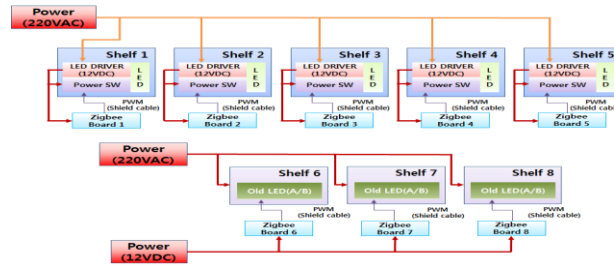 Power
(220VAC)
Shelf 1
LED DRIVER
(12VDC)
Power SW
LED
PWM
(Shield cable)
Zigbee
Board 1
Shelf 2
LED DRIVER
(12VDC)
Power SW
LED
PWM
(Shield cable)
Zigbee
Board 2
Shelf 3
LED DRIVER
(12VDC)
Power SW
LED
PWM
(Shield cable)
Zigbee
Board 3
Shelf 4
LED DRIVER
(12VDC)
Power SW
LED
PWM
(Shield cable)
Zigbee
Board 4
Shelf 5
LED DRIVER
(12VDC)
Power SW
LED
PWM
(Shield cable)
Zigbee
Board 5
Power
(220VAC)
Shelf 6
Old LED(A/B)
PWM
(Shield cable)
Zigbee
Board 6
Shelf 7
Old LED(A/B)
PWM
(Shield cable)
Zigbee
Board 7
Shelf 8
Old LED(A/B)
PWM
(Shield cable)
Zigbee
Board 8
Power
(12VDC)